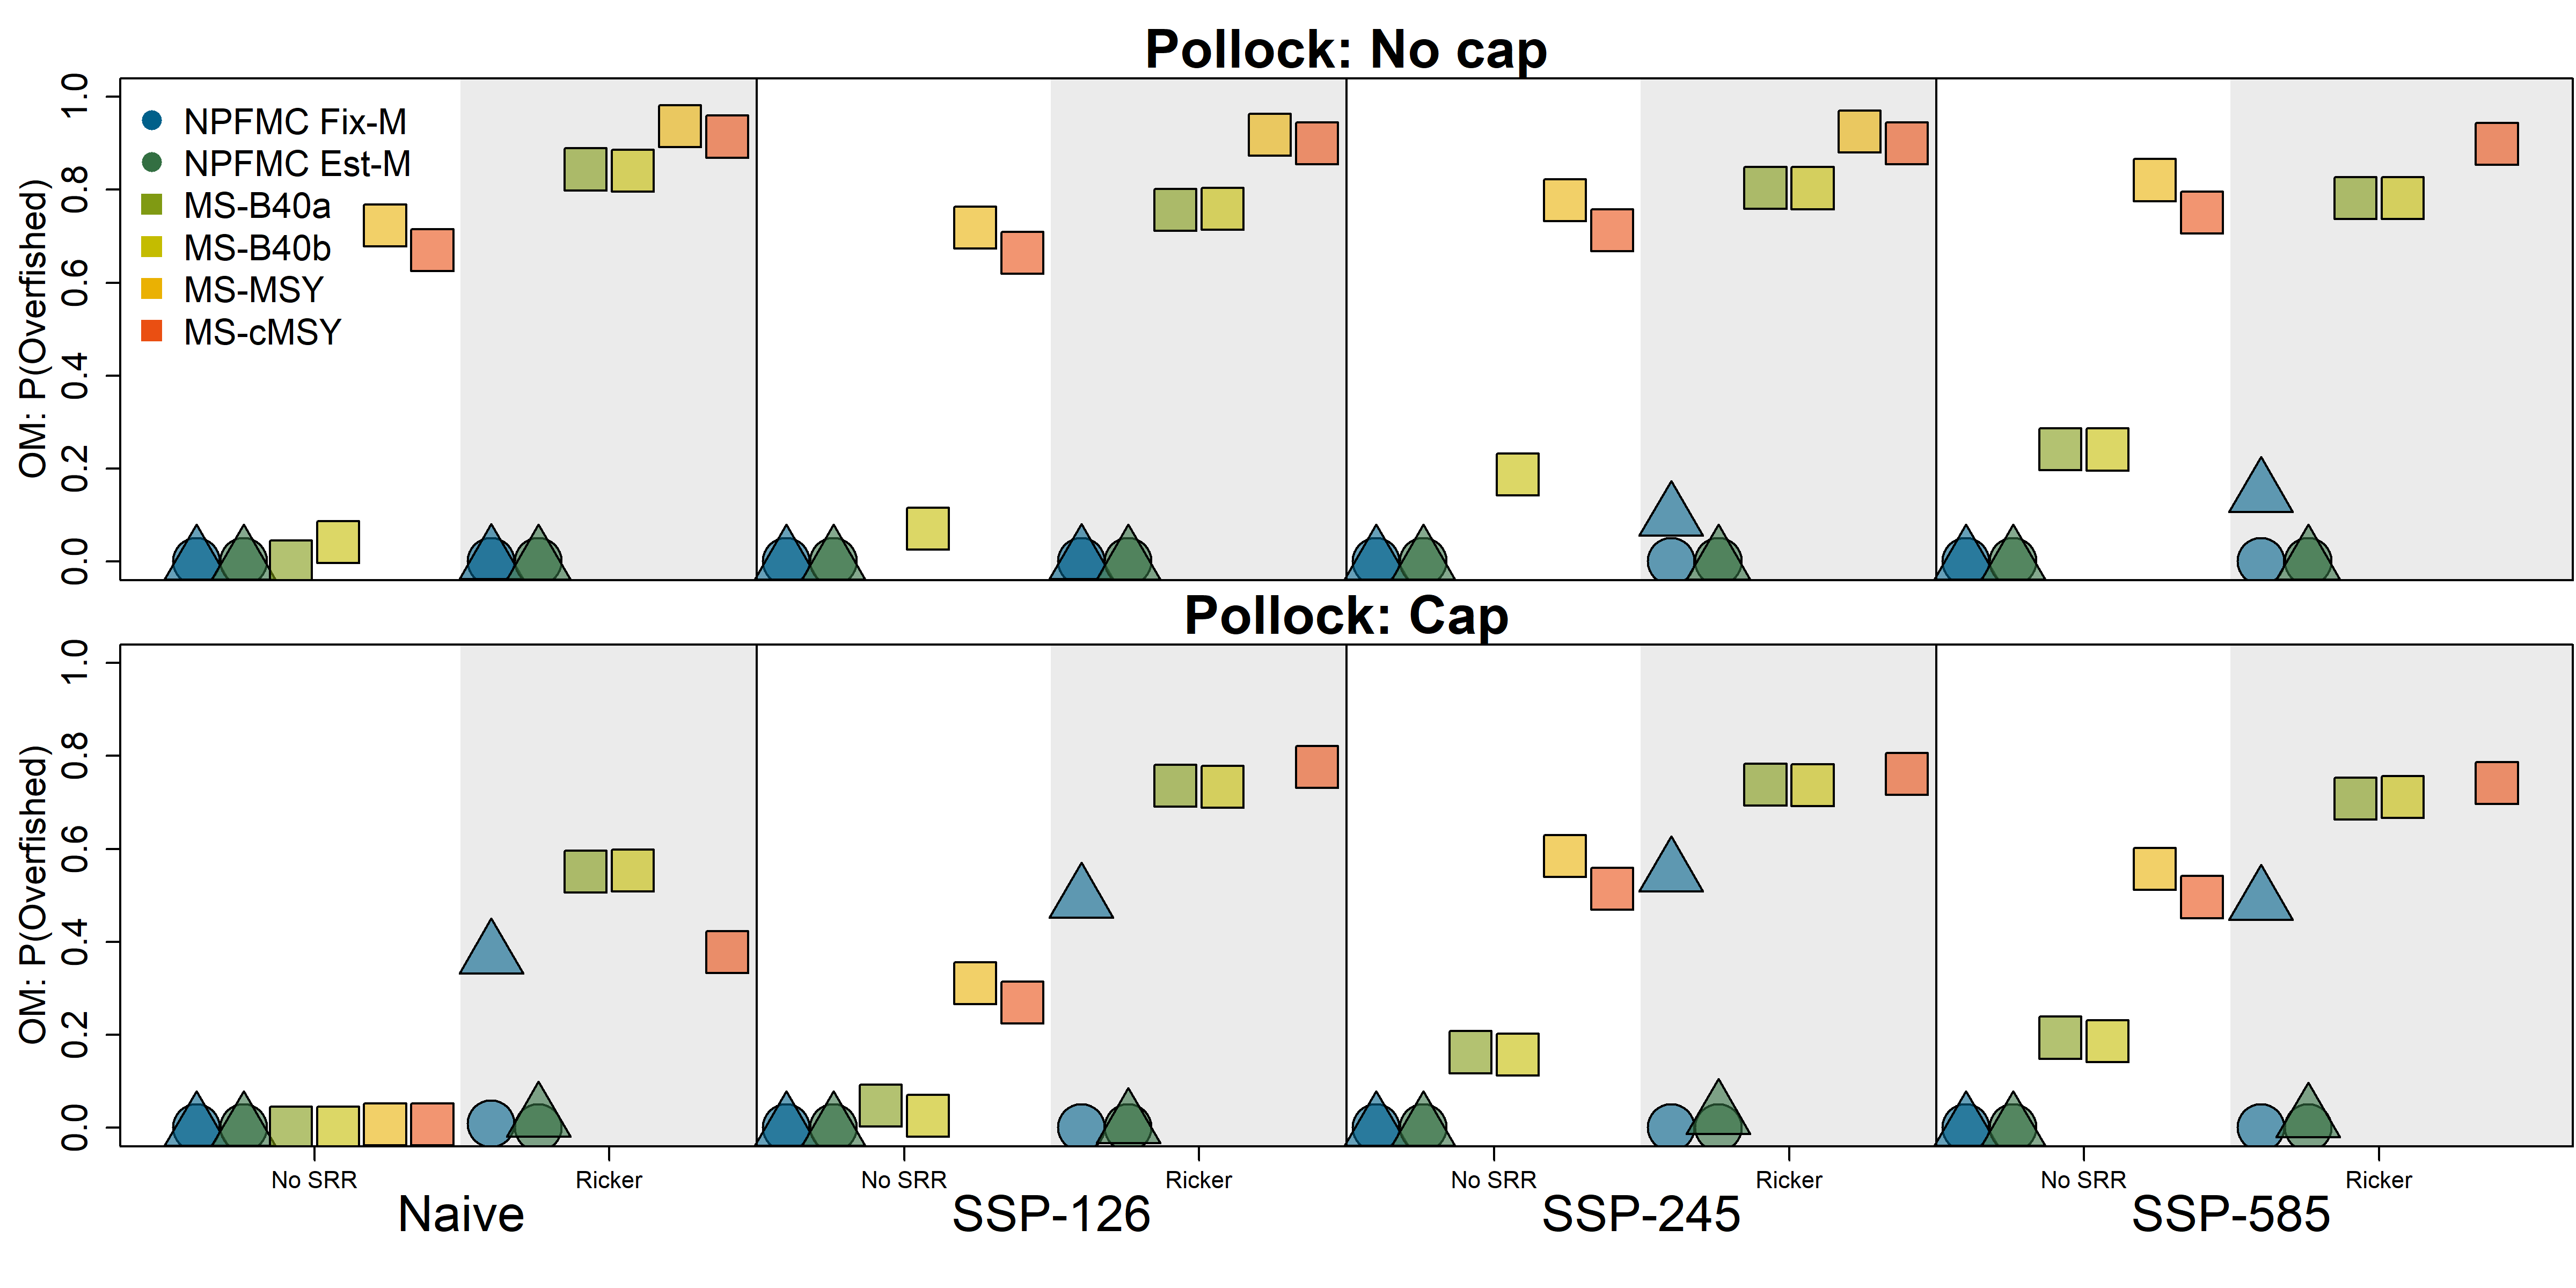 Pollock: No cap
OM: P(Overfished)
1.0
0.8
0.6
0.4
0.2
0.0
NPFMC Fix-M
NPFMC Est-M
MS-B40a
MS-B40b
MS-MSY
MS-cMSY
Pollock: Cap
OM: P(Overfished)
1.0
0.8
0.6
0.4
0.2
0.0
No SRR Ricker No SRR Ricker No SRR Ricker No SRR Ricker
Naive SSP-126 SSP-245 SSP-585